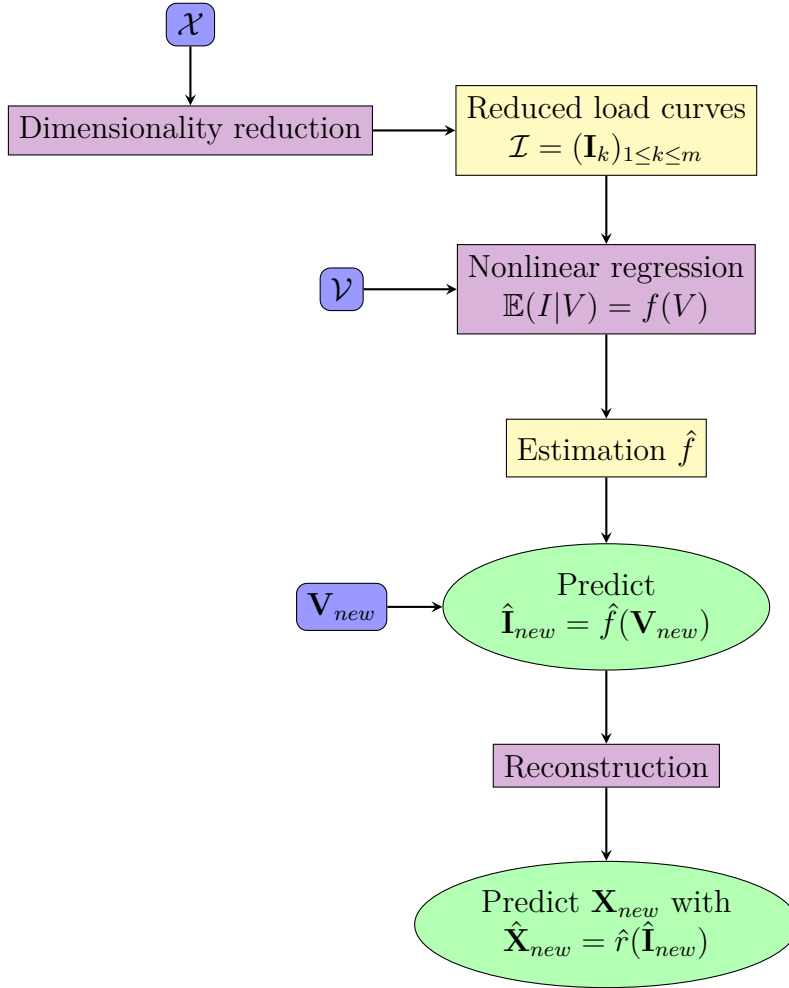 𝒳
Dimensionality reduction
Reduced load curves
ℐ = (𝐈ₖ)₁≤ₖ≤ₘ
𝒱
Nonlinear regression
𝔼(I|V) = f(V)
Estimation f̂
𝐕_new
Predict
𝐈̂_new = f̂(𝐕_new)
Reconstruction
Predict 𝐗_new with
𝐗̂_new = r̂(𝐈̂_new)